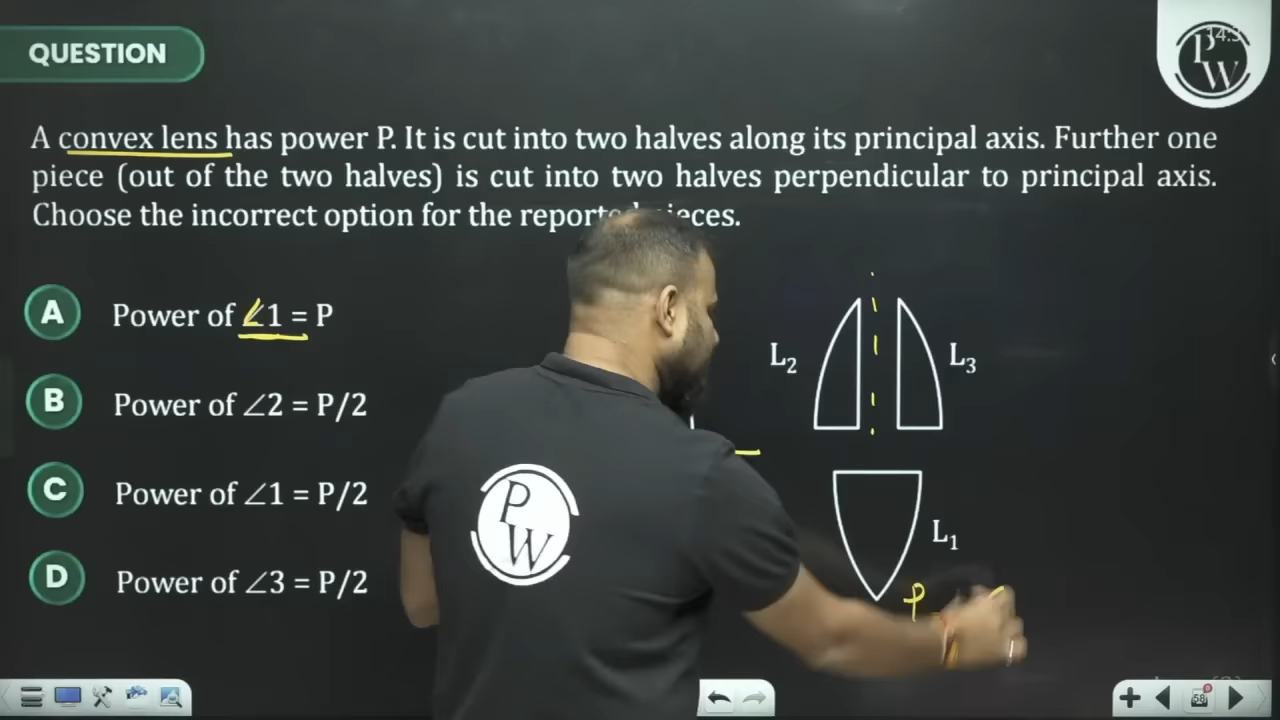 QUESTION
A convex lens has power P. It is cut into two halves along its principal axis. Further one
piece (out of the two halves) is cut into two halves perpendicular to principal axis.
Choose the incorrect option for the pieces.
A Power of ∠1 = P
B Power of ∠2 = P/2
C Power of ∠1 = P/2
D Power of ∠3 = P/2
L₂
L₃
L₁
P
PW
PW
58